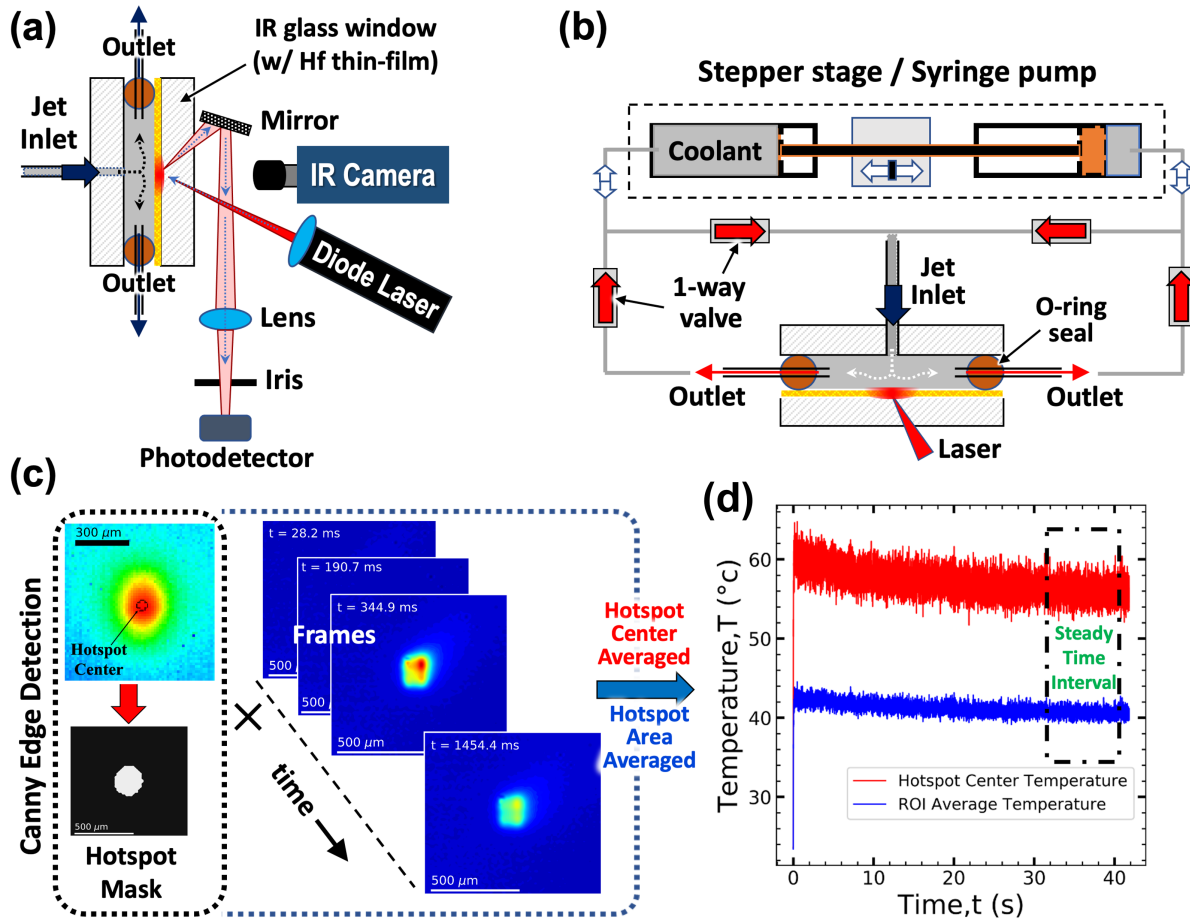 (a)
Outlet
IR glass window
(w/ Hf thin-film)
Jet
Inlet
Mirror
IR Camera
Diode Laser
Outlet
Lens
Iris
Photodetector
(b)
Stepper stage / Syringe pump
Coolant
1-way
valve
Jet
Inlet
O-ring
seal
Outlet
Outlet
Laser
(c)
Canny Edge Detection
300 μm
Hotspot
Center
500 μm
Hotspot
Mask
×
t = 28.2 ms
t = 190.7 ms
t = 344.9 ms
Frames
500 μm
500 μm
t = 1454.4 ms
500 μm
time
Hotspot
Center
Averaged
Hotspot
Area
Averaged
(d)
Temperature,T (°c)
60
50
40
30
Steady
Time
Interval
Hotspot Center Temperature
ROI Average Temperature
0
10
20
30
40
Time,t (s)